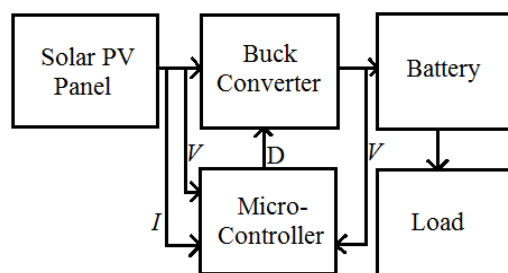 Solar PV
Panel
Buck
Converter
Battery
V
D
V
I
Micro-
Controller
Load